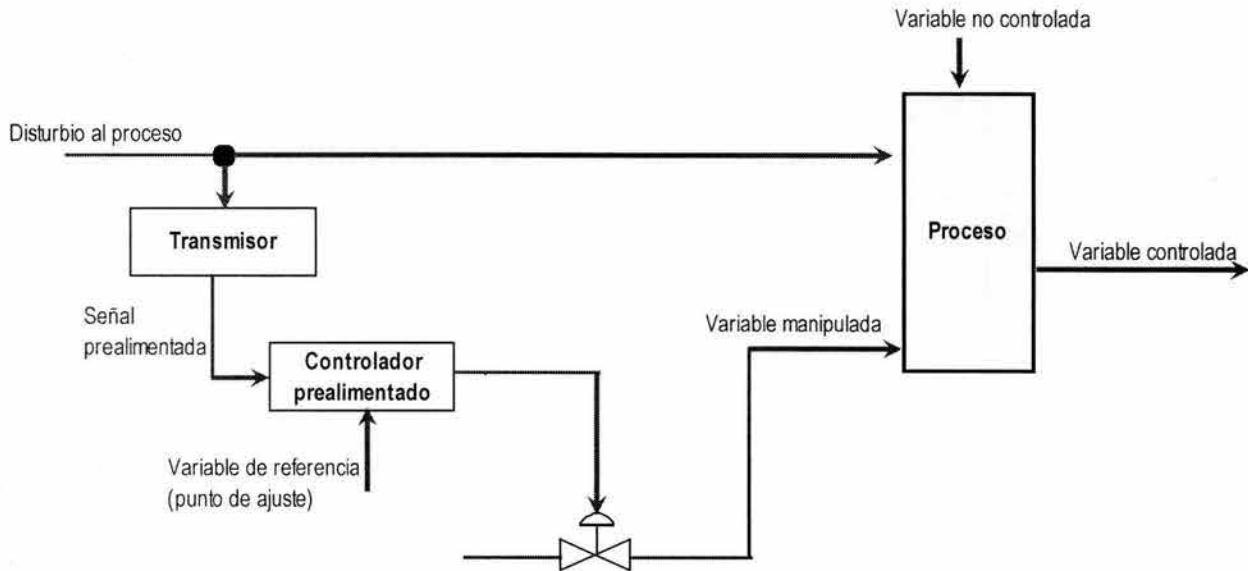 Variable no controlada
Disturbio al proceso
Transmisor
Proceso
Variable controlada
Señal
prealimentada
Variable manipulada
Controlador
prealimentado
Variable de referencia
(punto de ajuste)